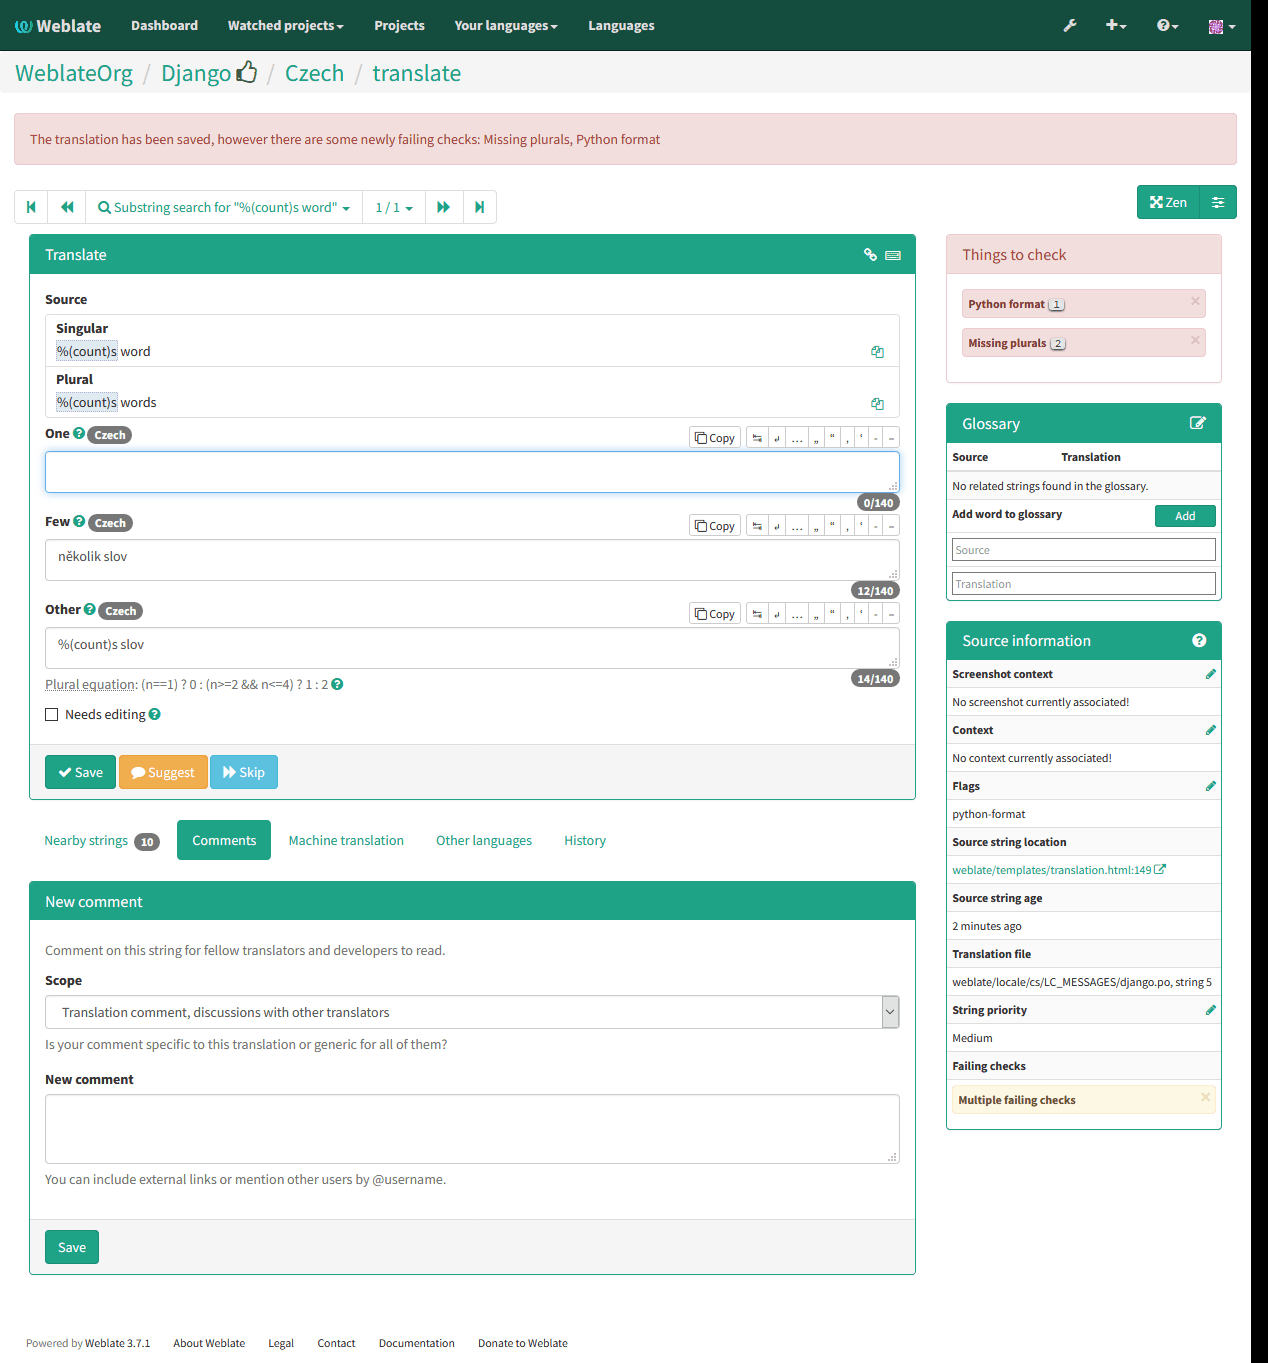 Weblate Dashboard Watched projects Projects Your languages Languages
WeblateOrg / Django / Czech / translate
The translation has been saved, however there are some newly failing checks: Missing plurals, Python format
Substring search for "%(count)s word" 1 / 1
Zen
Translate
Source
Singular
%(count)s word
Plural
%(count)s words
One Czech
Copy … „ “ ‚ ‘ - –
0/140
Few Czech
Copy … „ “ ‚ ‘ - –
několik slov
12/140
Other Czech
Copy … „ “ ‚ ‘ - –
%(count)s slov
14/140
Plural equation: (n==1) ? 0 : (n>=2 && n<=4) ? 1 : 2
Needs editing
Save Suggest Skip
Nearby strings 10 Comments Machine translation Other languages History
New comment
Comment on this string for fellow translators and developers to read.
Scope
Translation comment, discussions with other translators
Is your comment specific to this translation or generic for all of them?
New comment
You can include external links or mention other users by @username.
Save
Things to check
Python format 1
Missing plurals 2
Glossary
Source Translation
No related strings found in the glossary.
Add word to glossary Add
Source
Translation
Source information
Screenshot context
No screenshot currently associated!
Context
No context currently associated!
Flags
python-format
Source string location
weblate/templates/translation.html:149
Source string age
2 minutes ago
Translation file
weblate/locale/cs/LC_MESSAGES/django.po, string 5
String priority
Medium
Failing checks
Multiple failing checks
Powered by Weblate 3.7.1 About Weblate Legal Contact Documentation Donate to Weblate